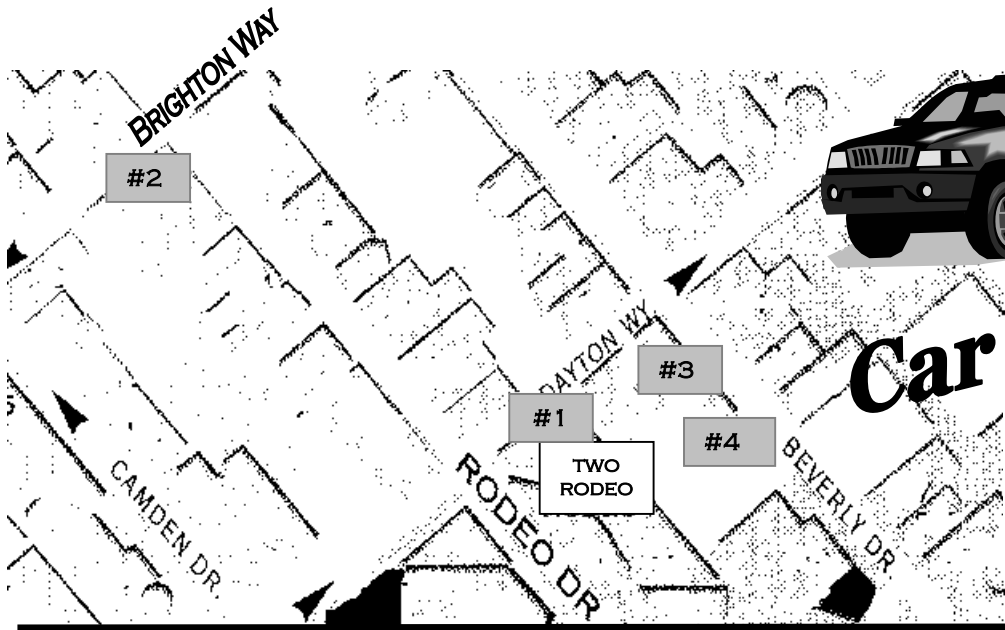 BRIGHTON WAY
#2
DAYTON WY
#3
Car
#1
#4
TWO
RODEO
BEVERLY DR.
RODEO DR
CAMDEN DR.